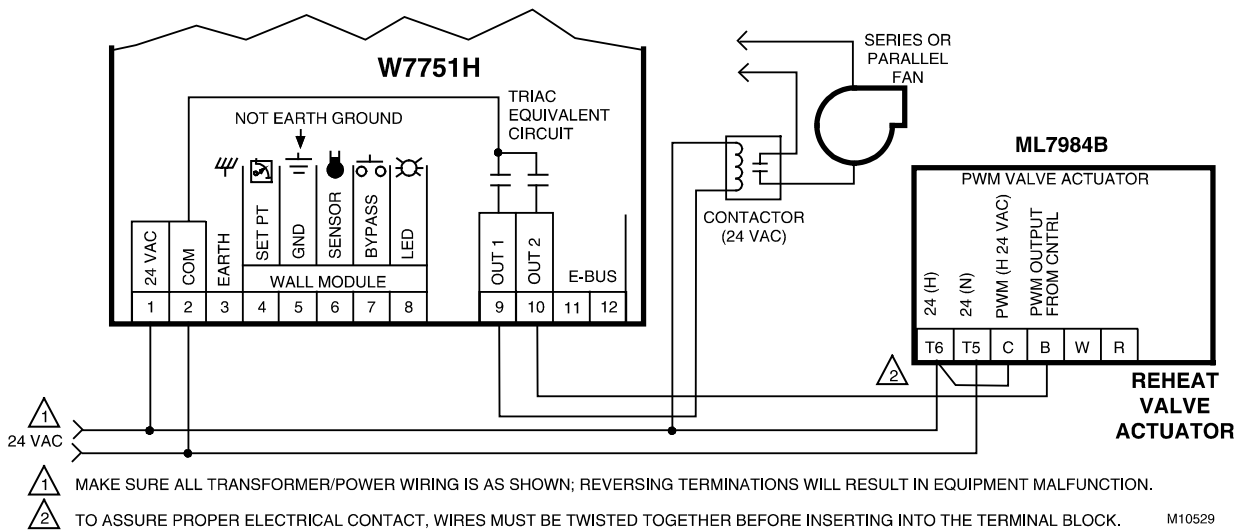 W7751H
TRIAC
EQUIVALENT
CIRCUIT
NOT EARTH GROUND
24 VAC
COM
EARTH
SET PT
GND
SENSOR
BYPASS
LED
WALL MODULE
OUT 1
OUT 2
E-BUS
1 2 3 4 5 6 7 8 9 10 11 12
SERIES OR
PARALLEL
FAN
CONTACTOR
(24 VAC)
ML7984B
PWM VALVE ACTUATOR
24 (H)
24 (N)
PWM (H 24 VAC)
PWM OUTPUT
FROM CNTRL
T6 T5 C B W R
2
REHEAT
VALVE
ACTUATOR
1
24 VAC
1 MAKE SURE ALL TRANSFORMER/POWER WIRING IS AS SHOWN; REVERSING TERMINATIONS WILL RESULT IN EQUIPMENT MALFUNCTION.
2 TO ASSURE PROPER ELECTRICAL CONTACT, WIRES MUST BE TWISTED TOGETHER BEFORE INSERTING INTO THE TERMINAL BLOCK.
M10529